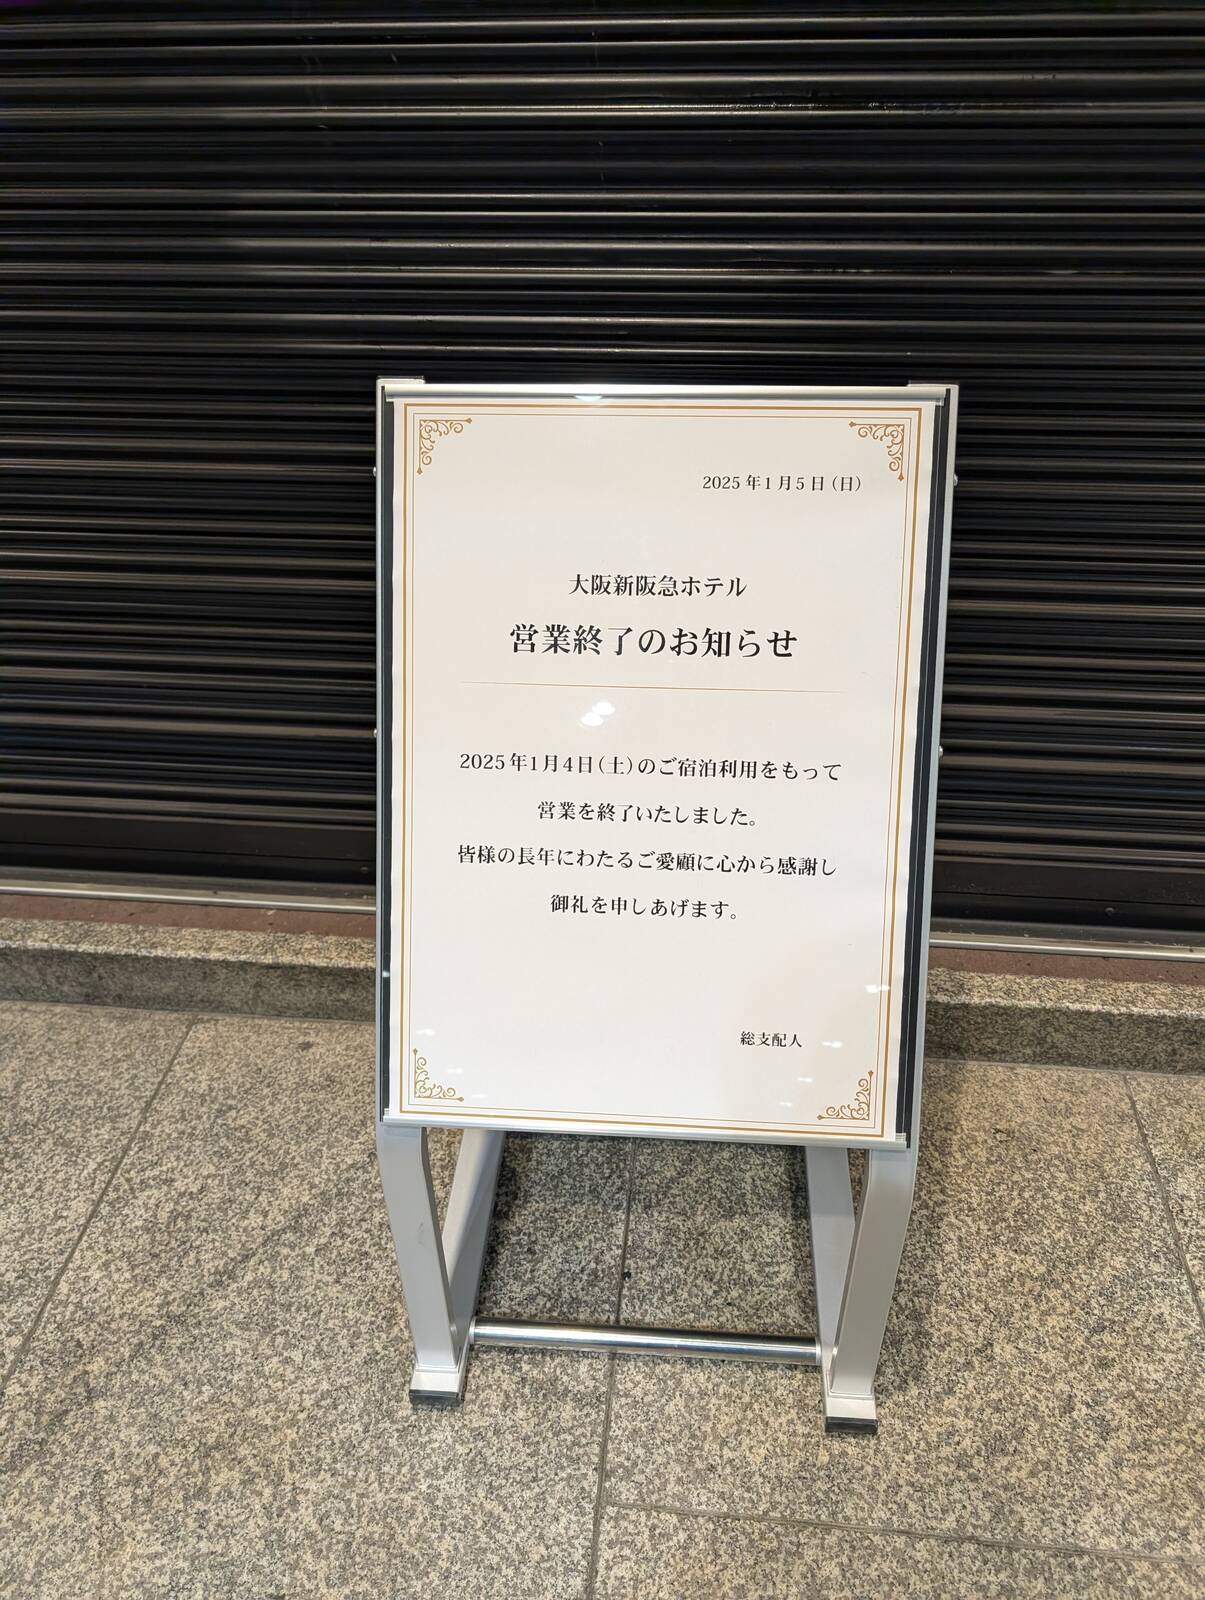 2025年1月5日（日）
大阪新阪急ホテル
営業終了のお知らせ
2025年1月4日（土）のご宿泊利用をもって
営業を終了いたしました。
皆様の長年にわたるご愛顧に心から感謝し
御礼を申しあげます。
総支配人